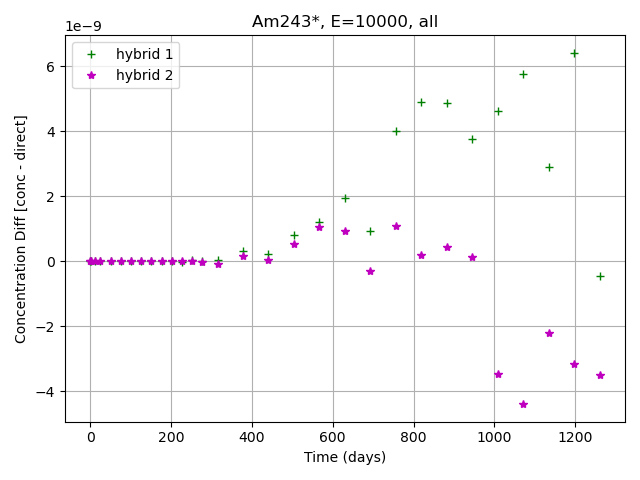 Am243*, E=10000, all
1e−9
hybrid 1
hybrid 2
6
4
2
0
−2
−4
Concentration Diff [conc - direct]
0 200 400 600 800 1000 1200
Time (days)